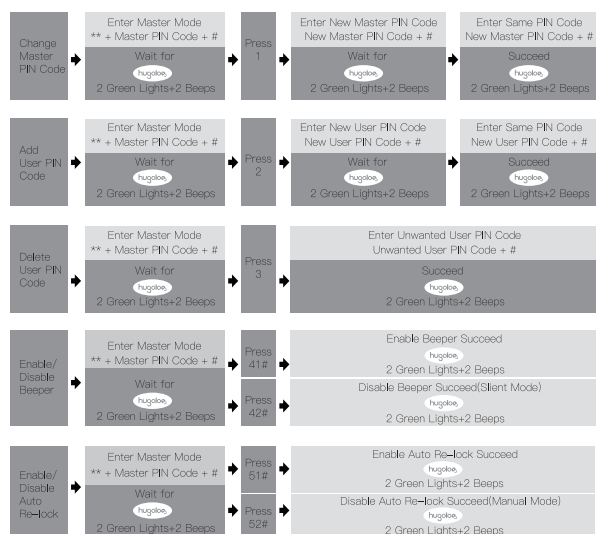 Change
Master
PIN Code
Enter Master Mode
** + Master PIN Code + #
Wait for
hugolog
2 Green Lights+2 Beeps
Press
1
Enter New Master PIN Code
New Master PIN Code + #
Wait for
hugolog
2 Green Lights+2 Beeps
Enter Same PIN Code
New Master PIN Code + #
Succeed
hugolog
2 Green Lights+2 Beeps
Add
User PIN
Code
Enter Master Mode
** + Master PIN Code + #
Wait for
hugolog
2 Green Lights+2 Beeps
Press
2
Enter New User PIN Code
New User PIN Code + #
Wait for
hugolog
2 Green Lights+2 Beeps
Enter Same PIN Code
New User PIN Code + #
Succeed
hugolog
2 Green Lights+2 Beeps
Delete
User PIN
Code
Enter Master Mode
** + Master PIN Code + #
Wait for
hugolog
2 Green Lights+2 Beeps
Press
3
Enter Unwanted User PIN Code
Unwanted User PIN Code + #
Succeed
hugolog
2 Green Lights+2 Beeps
Enable/
Disable
Beeper
Enter Master Mode
** + Master PIN Code + #
Wait for
hugolog
2 Green Lights+2 Beeps
Press
41#
Enable Beeper Succeed
hugolog
2 Green Lights+2 Beeps
Press
42#
Disable Beeper Succeed(Slient Mode)
hugolog
2 Green Lights+2 Beeps
Enable/
Disable
Auto
Re-lock
Enter Master Mode
** + Master PIN Code + #
Wait for
hugolog
2 Green Lights+2 Beeps
Press
51#
Enable Auto Re-lock Succeed
hugolog
2 Green Lights+2 Beeps
Press
52#
Disable Auto Re-lock Succeed(Manual Mode)
hugolog
2 Green Lights+2 Beeps